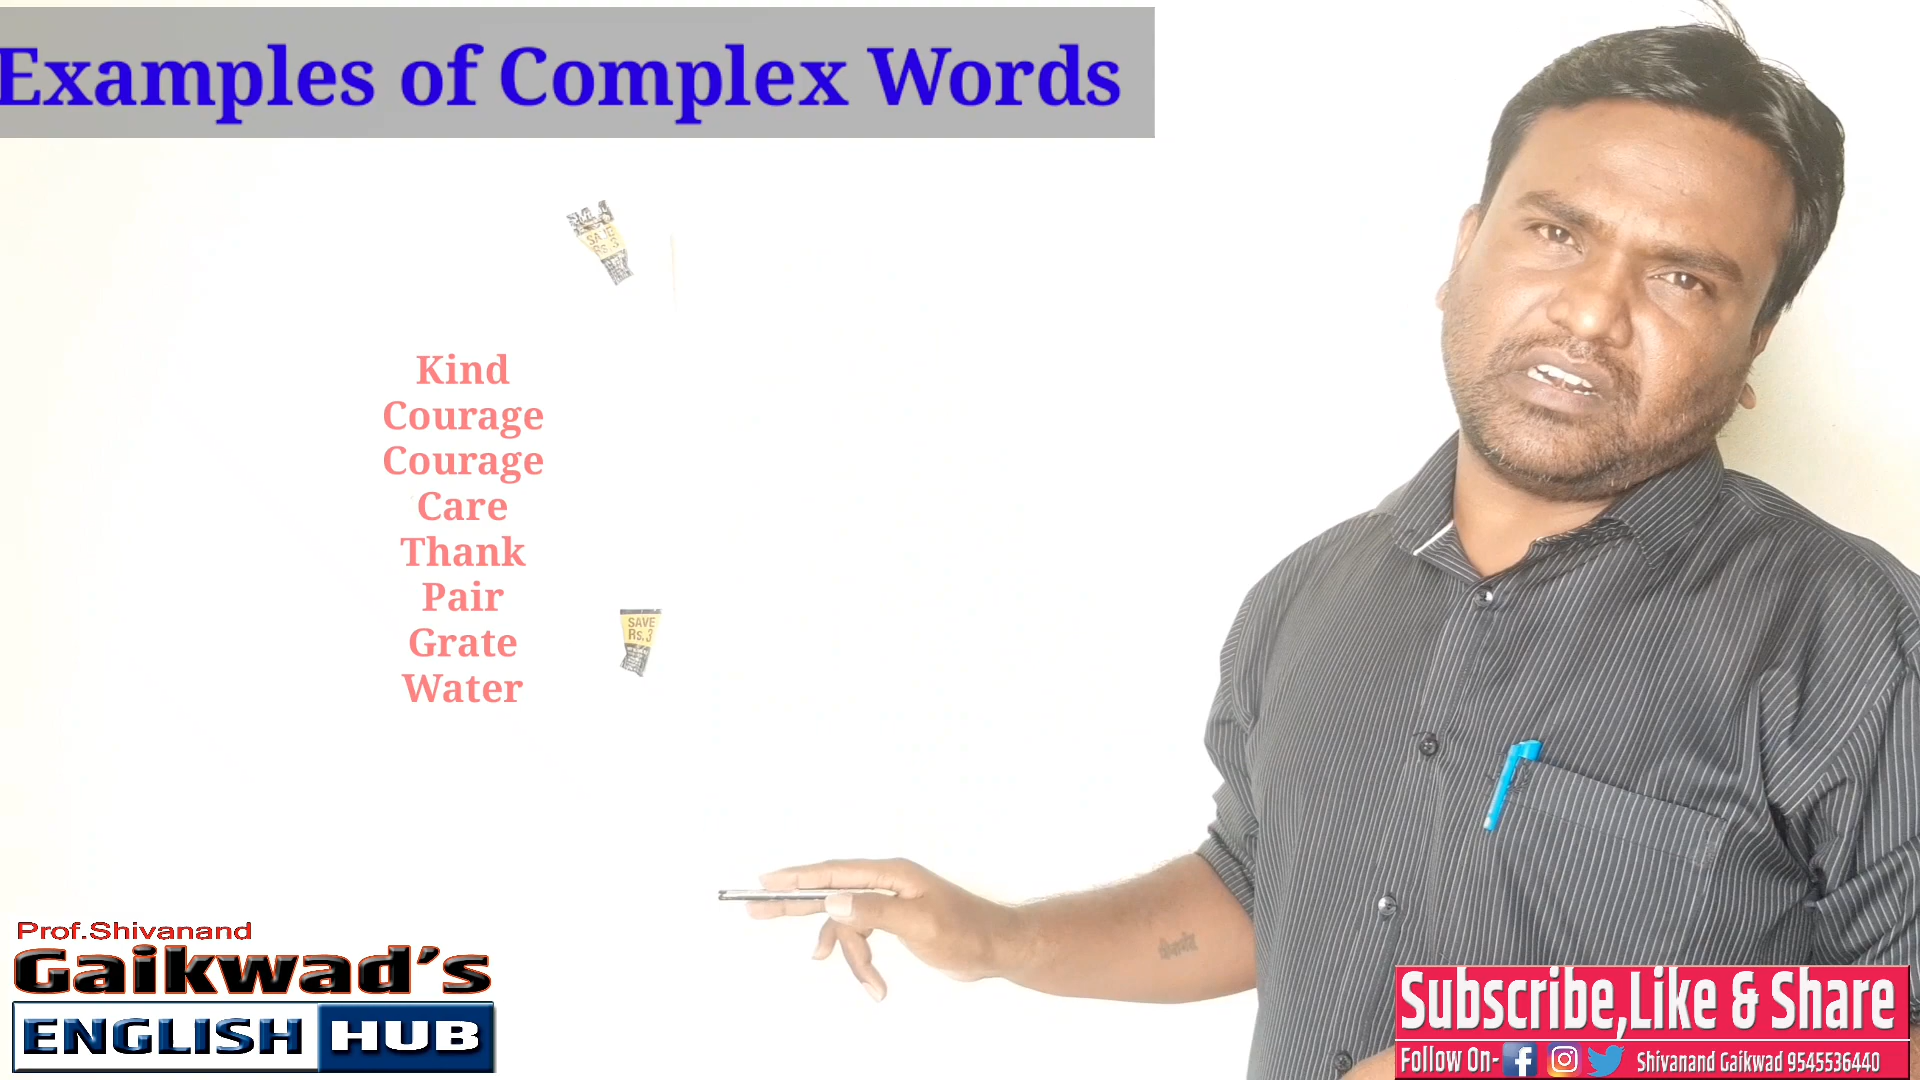 Examples of Complex Words
SAVE
Rs.3
Kind
Courage
Courage
Care
Thank
Pair
Grate
Water
Prof.Shivanand
Gaikwad's
ENGLISH HUB
Subscribe,Like & Share
Follow On- Shivanand Gaikwad 9545536440